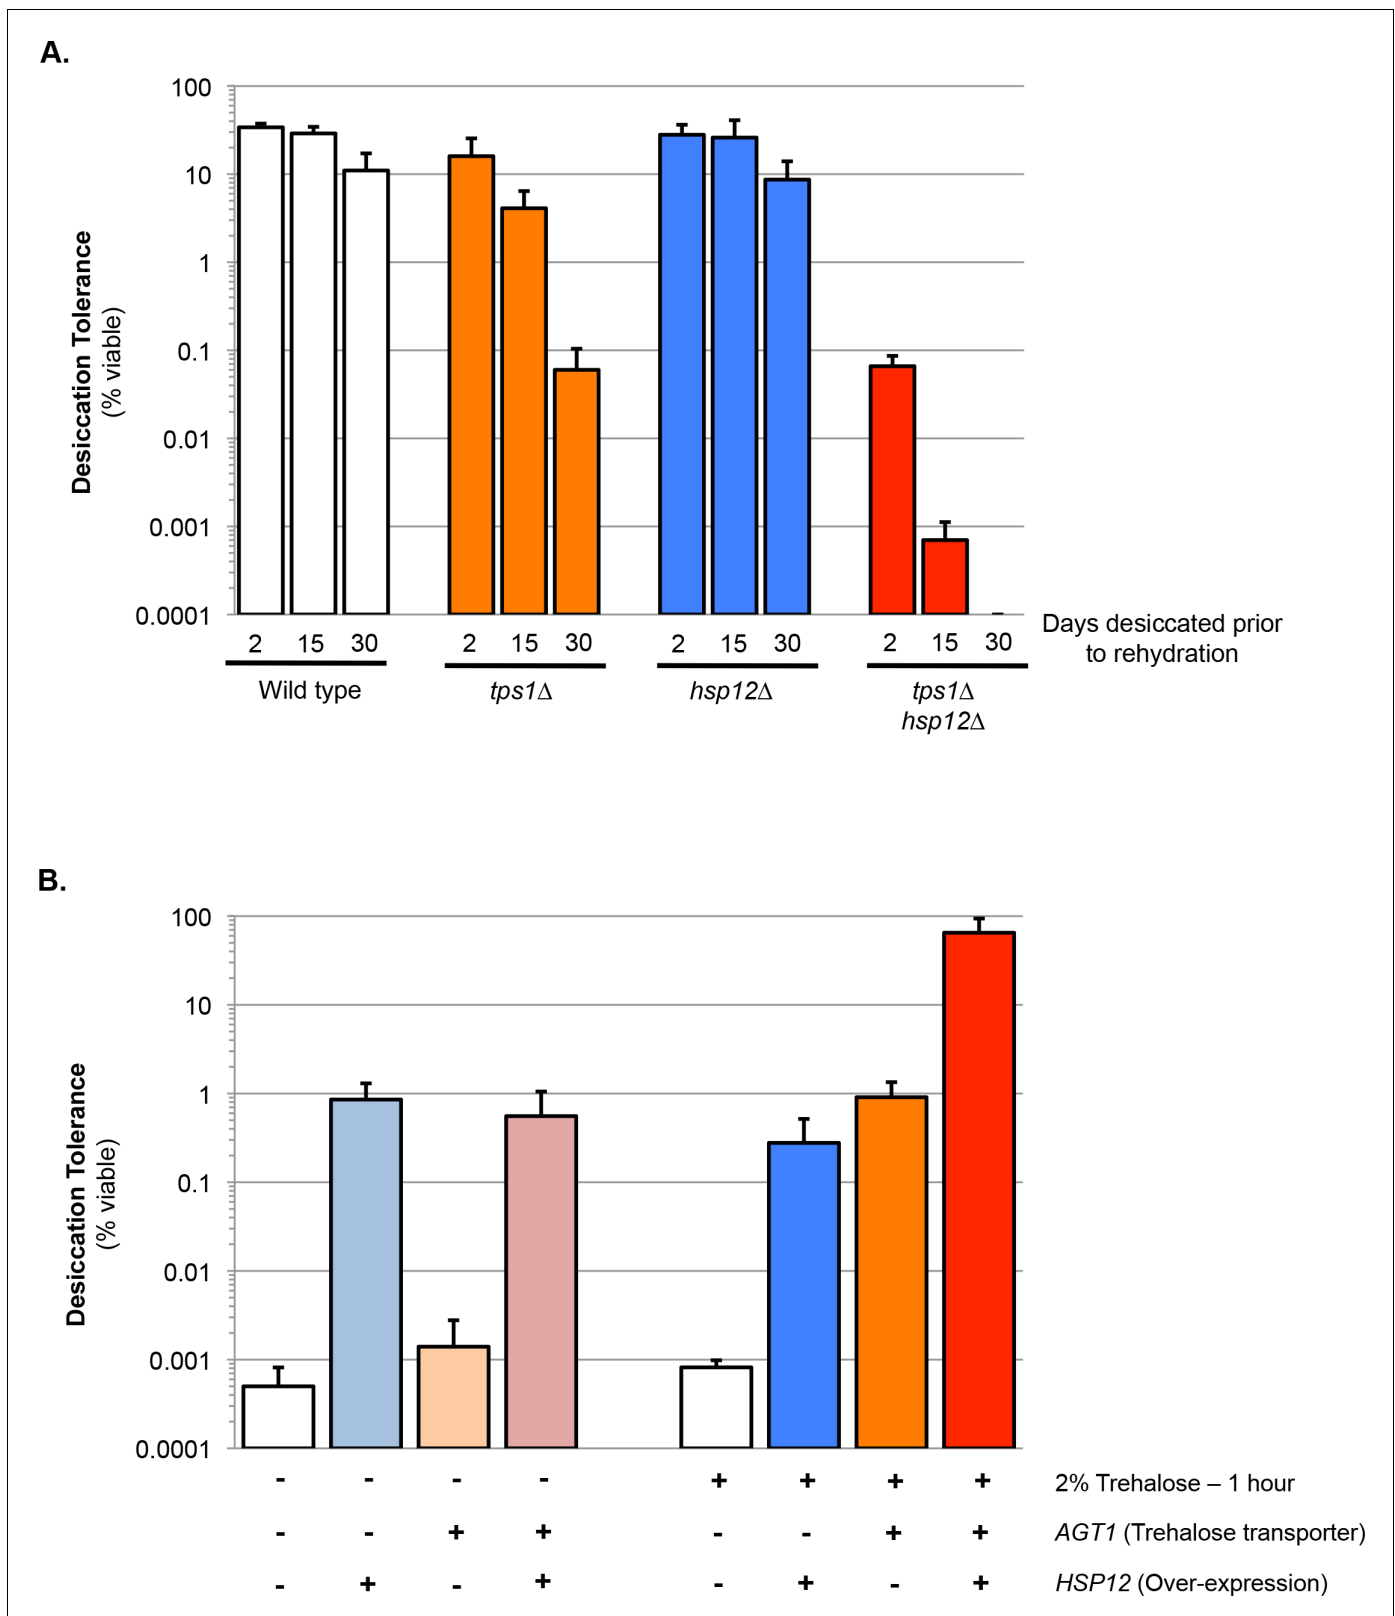 A.
100
10
1
0.1
0.01
0.001
0.0001
Desiccation Tolerance
(% viable)
2 15 30 2 15 30 2 15 30 2 15 30
Days desiccated prior
to rehydration
Wild type
tps1Δ
hsp12Δ
tps1Δ
hsp12Δ
B.
100
10
1
0.1
0.01
0.001
0.0001
Desiccation Tolerance
(% viable)
- - - - + + + + 2% Trehalose – 1 hour
- - + + - - + + AGT1 (Trehalose transporter)
- + - + - + - + HSP12 (Over-expression)